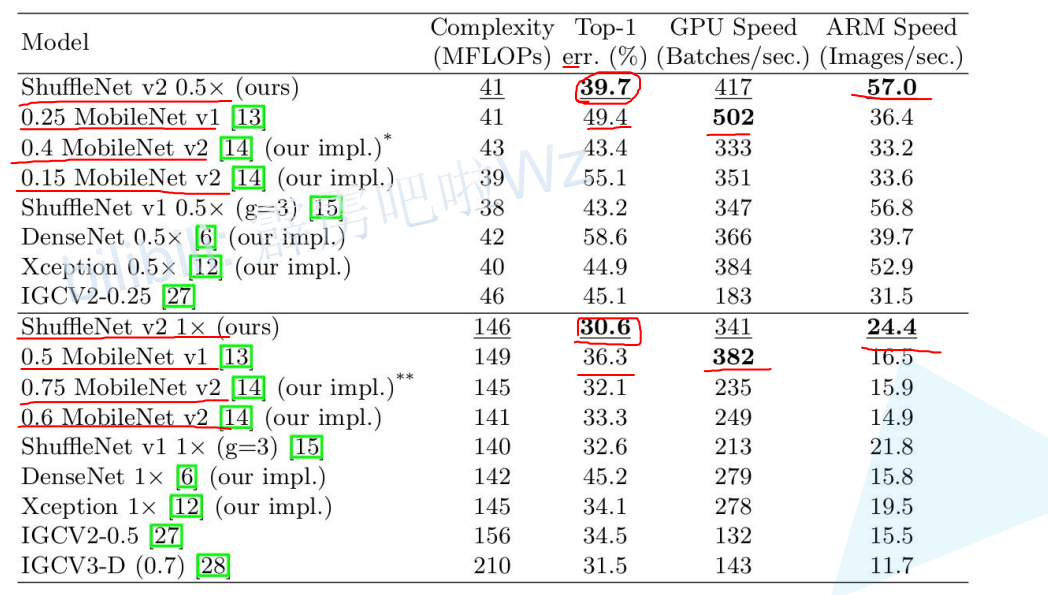 Model Complexity (MFLOPs) Top-1 err. (%) GPU Speed (Batches/sec.) ARM Speed (Images/sec.)
ShuffleNet v2 0.5× (ours) 41 39.7 417 57.0
0.25 MobileNet v1 [13] 41 49.4 502 36.4
0.4 MobileNet v2 [14] (our impl.)* 43 43.4 333 33.2
0.15 MobileNet v2 [14] (our impl.) 39 55.1 351 33.6
ShuffleNet v1 0.5× (g=3) [15] 38 43.2 347 56.8
DenseNet 0.5× [6] (our impl.) 42 58.6 366 39.7
Xception 0.5× [12] (our impl.) 40 44.9 384 52.9
IGCV2-0.25 [27] 46 45.1 183 31.5
ShuffleNet v2 1× (ours) 146 30.6 341 24.4
0.5 MobileNet v1 [13] 149 36.3 382 16.5
0.75 MobileNet v2 [14] (our impl.)** 145 32.1 235 15.9
0.6 MobileNet v2 [14] (our impl.) 141 33.3 249 14.9
ShuffleNet v1 1× (g=3) [15] 140 32.6 213 21.8
DenseNet 1× [6] (our impl.) 142 45.2 279 15.8
Xception 1× [12] (our impl.) 145 34.1 278 19.5
IGCV2-0.5 [27] 156 34.5 132 15.5
IGCV3-D (0.7) [28] 210 31.5 143 11.7
bilibili: 霹雳吧啦Wz